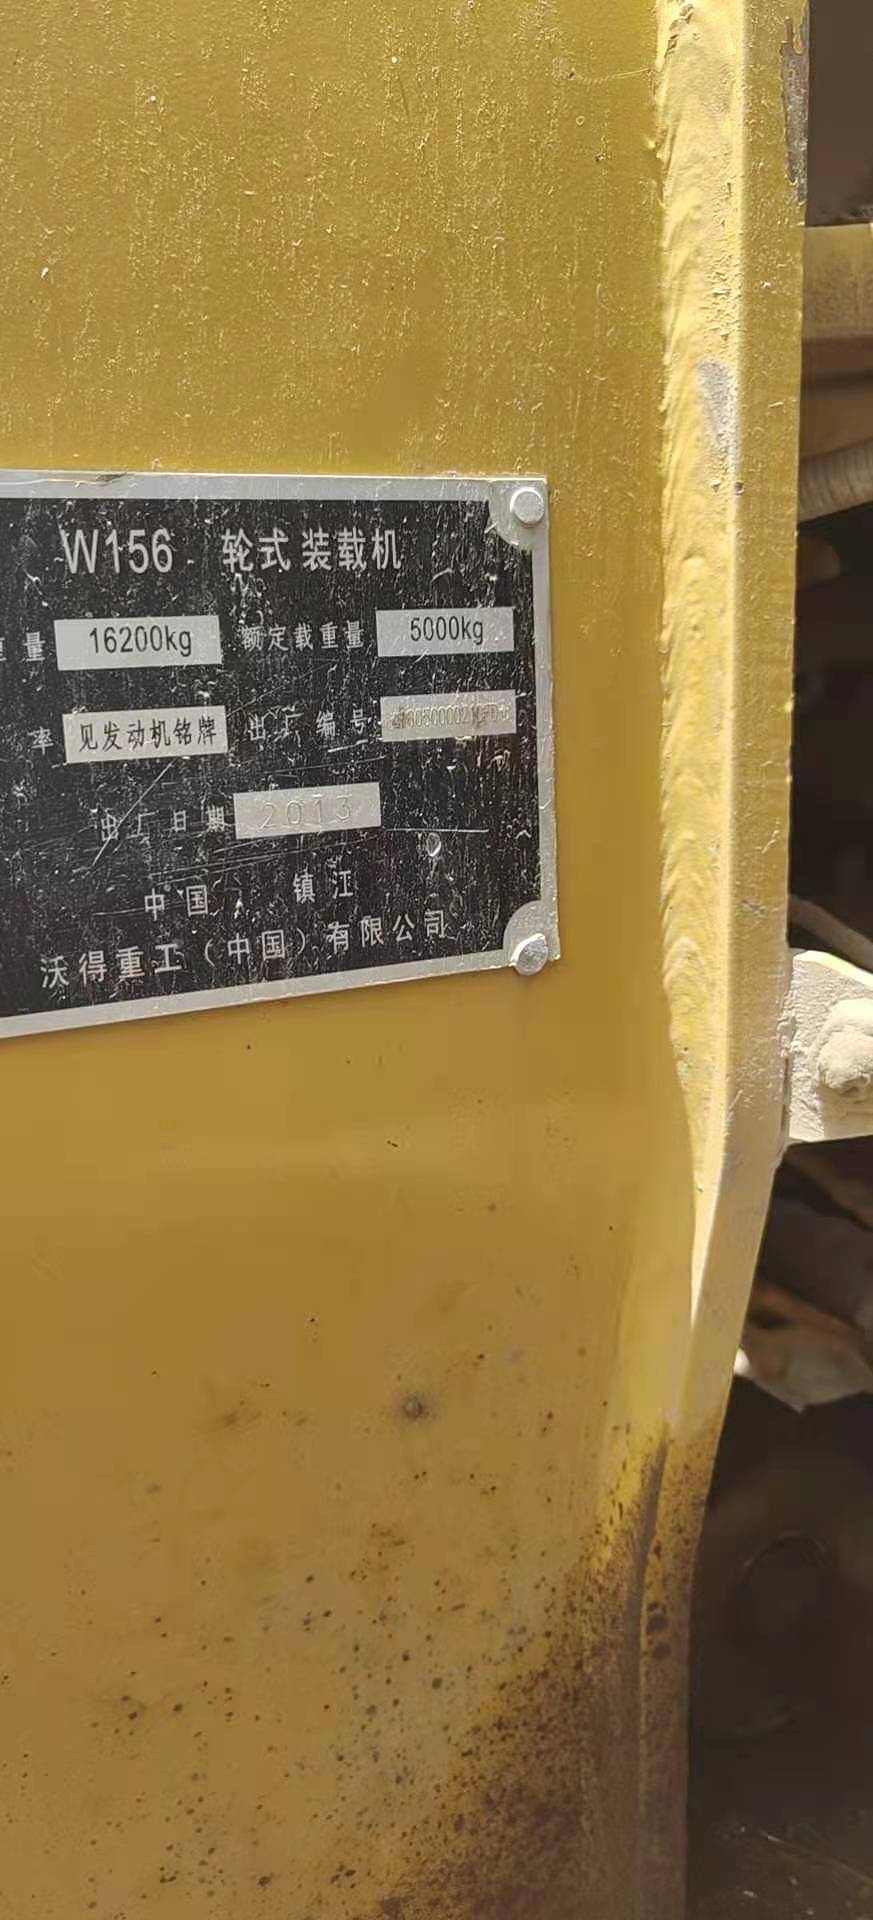 W156 轮式装载机
重量 16200kg 额定载重量 5000kg
率 见发动机铭牌 出厂编号
出厂日期 2013
中国 镇江
沃得重工（中国）有限公司